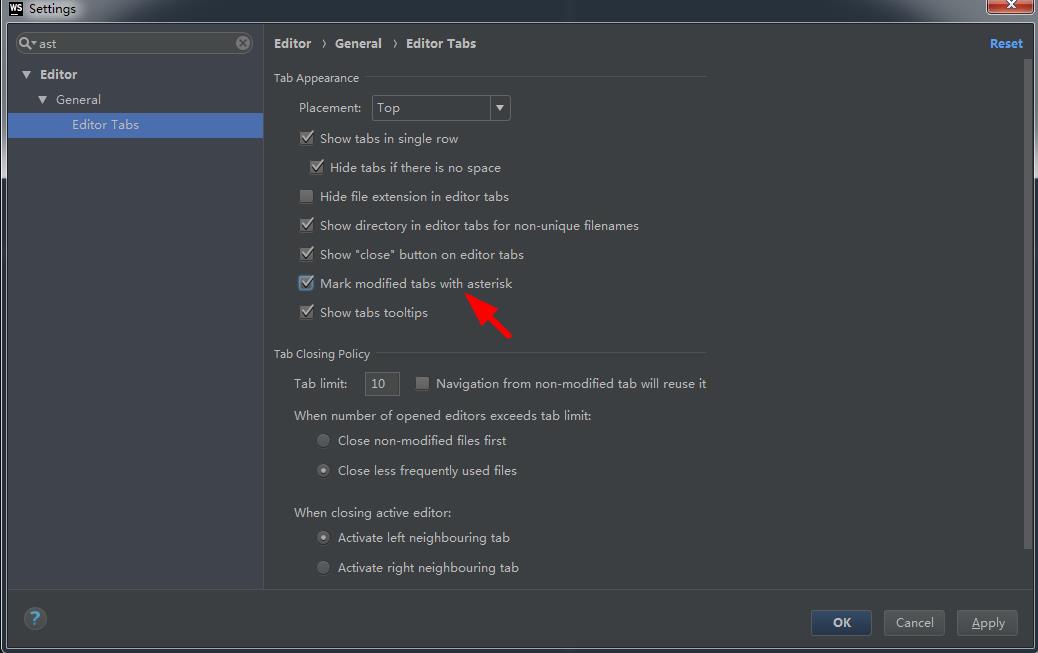 WS Settings
ast
Editor
General
Editor Tabs
Editor › General › Editor Tabs
Reset
Tab Appearance
Placement: Top
Show tabs in single row
Hide tabs if there is no space
Hide file extension in editor tabs
Show directory in editor tabs for non-unique filenames
Show "close" button on editor tabs
Mark modified tabs with asterisk
Show tabs tooltips
Tab Closing Policy
Tab limit: 10 Navigation from non-modified tab will reuse it
When number of opened editors exceeds tab limit:
Close non-modified files first
Close less frequently used files
When closing active editor:
Activate left neighbouring tab
Activate right neighbouring tab
? OK Cancel Apply